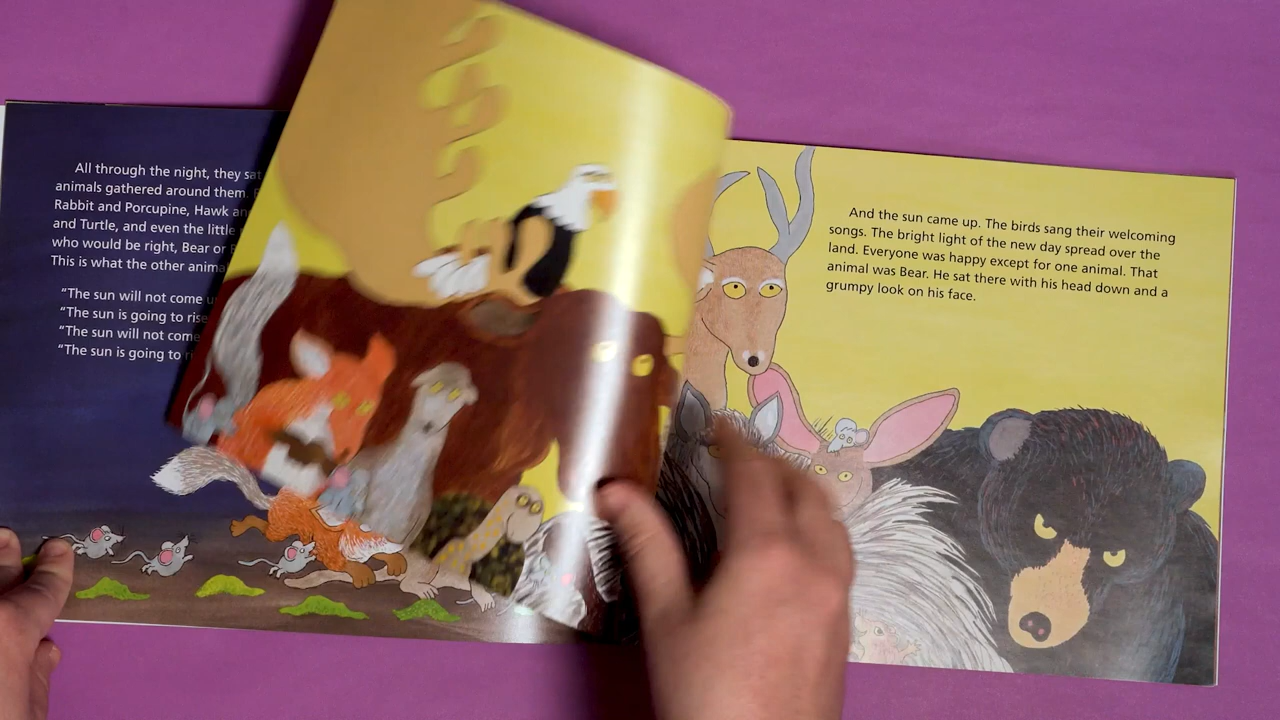 All through the night, they sat
animals gathered around them.
Rabbit and Porcupine, Hawk an
and Turtle, and even the little
who would be right, Bear or
This is what the other anima
"The sun will not come u
"The sun is going to rise
"The sun will not come
"The sun is going to
And the sun came up. The birds sang their welcoming
songs. The bright light of the new day spread over the
land. Everyone was happy except for one animal. That
animal was Bear. He sat there with his head down and a
grumpy look on his face.